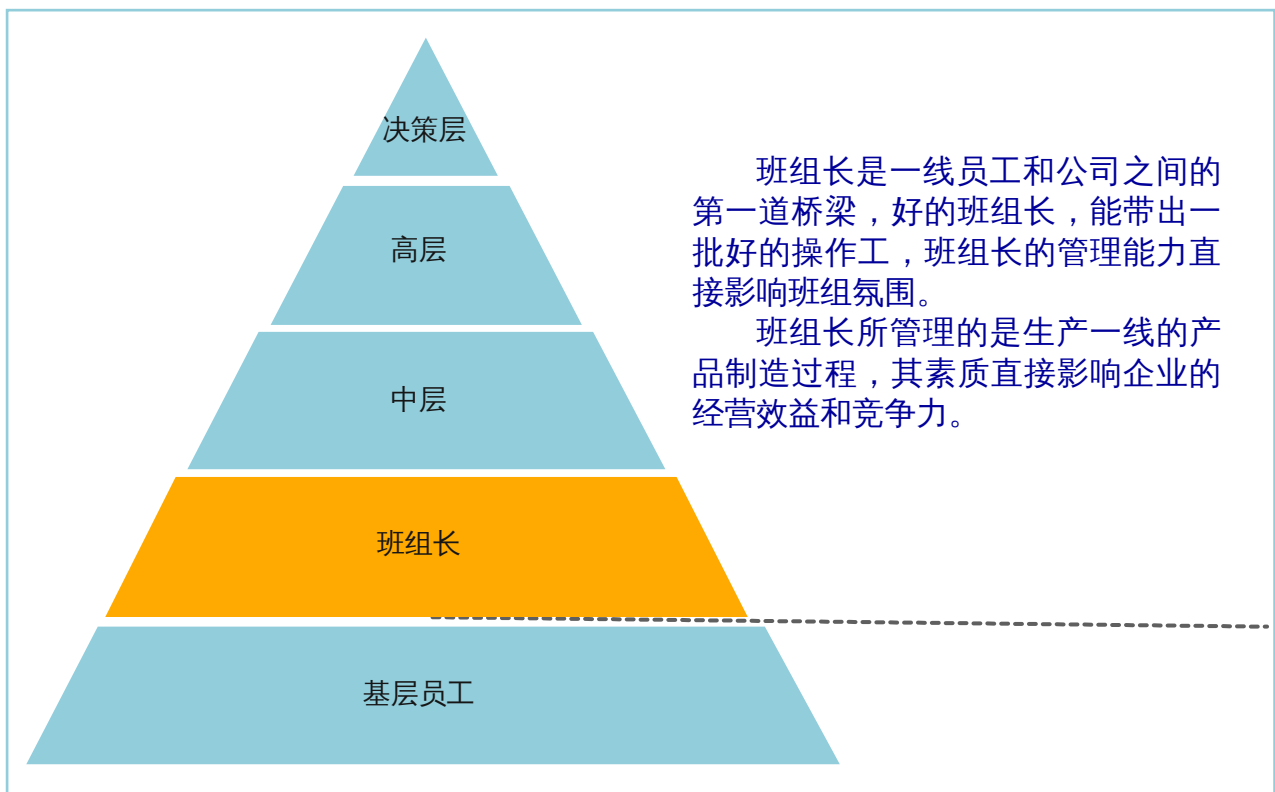 决策层
高层
中层
班组长
基层员工
班组长是一线员工和公司之间的
第一道桥梁，好的班组长，能带出一
批好的操作工，班组长的管理能力直
接影响班组氛围。
班组长所管理的是生产一线的产
品制造过程，其素质直接影响企业的
经营效益和竞争力。